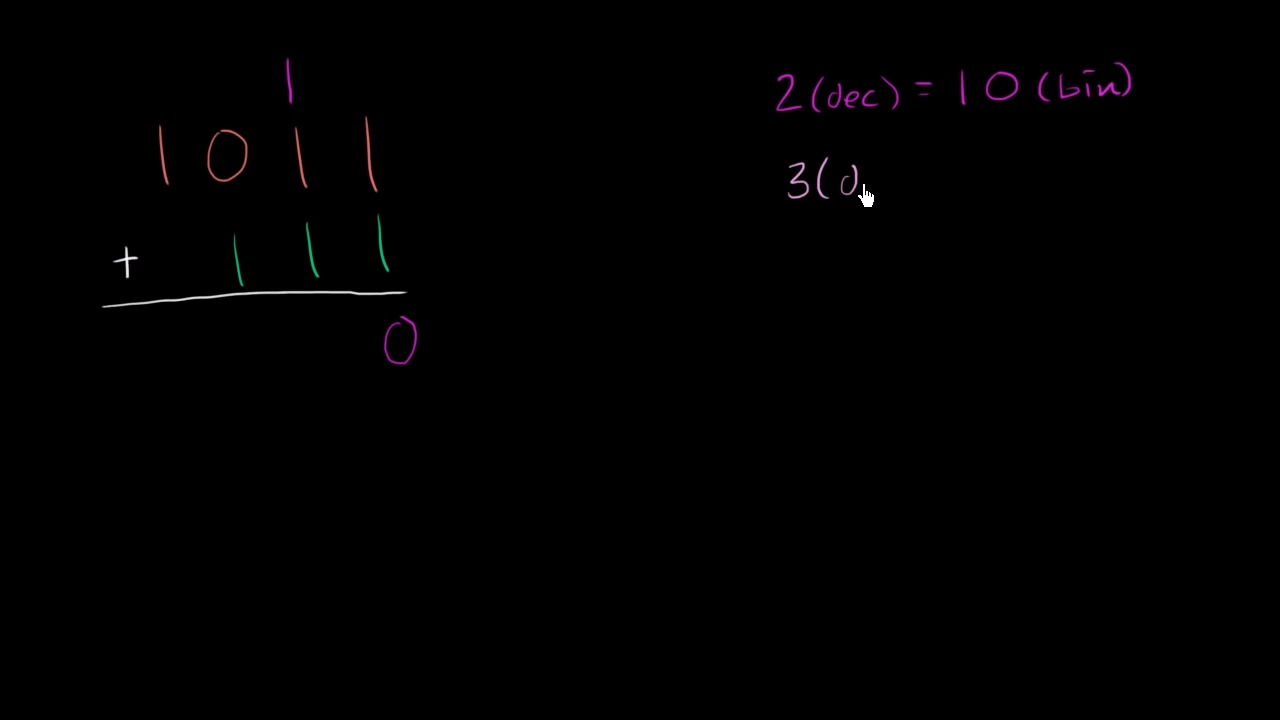 1
1 0 1 1
+ 1 1 1
0
2 (dec) = 1 0 (bin)
3 (d